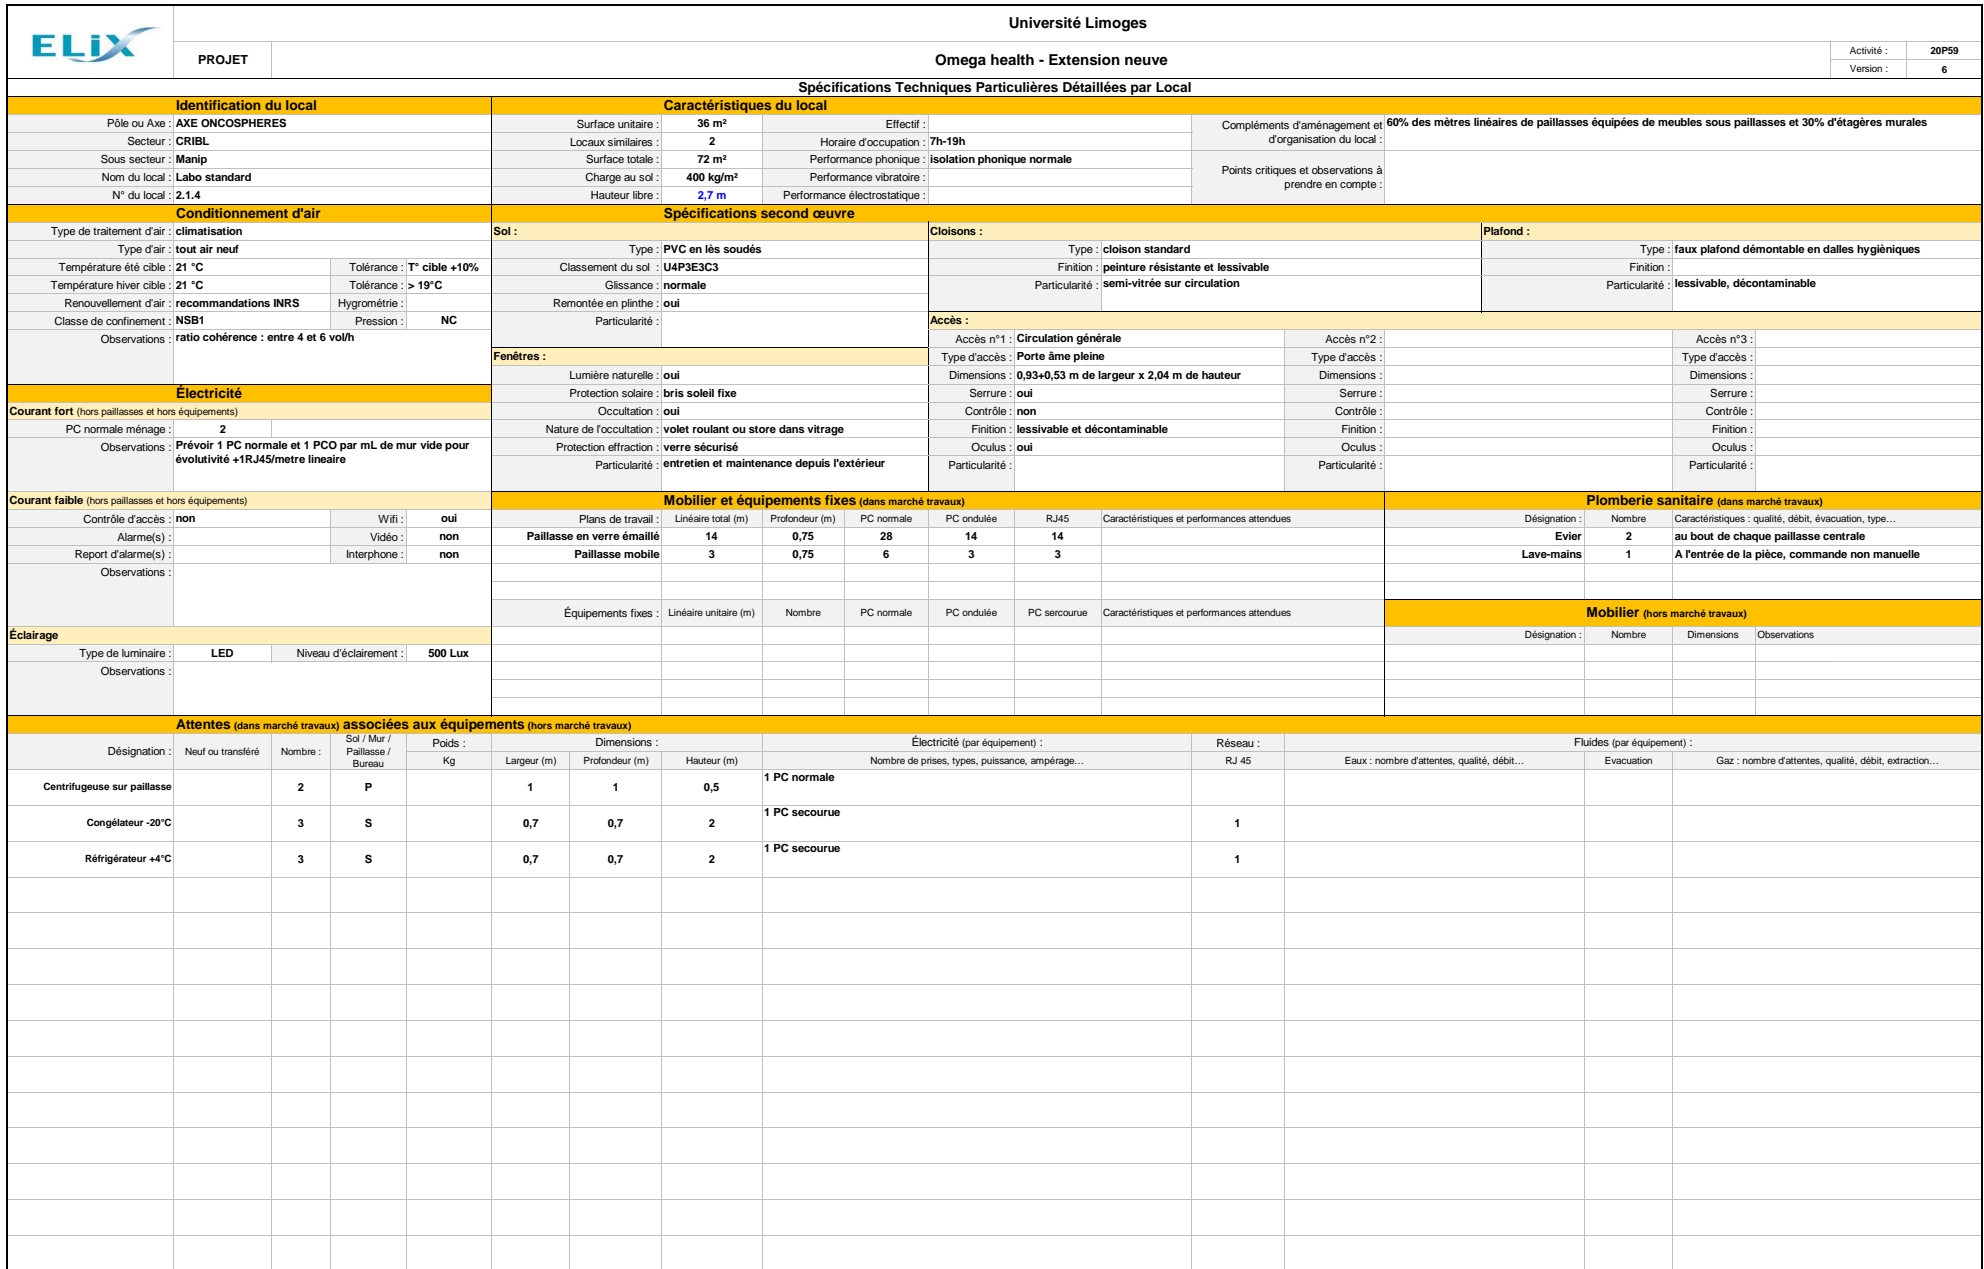 ELiX
Université Limoges
PROJET
Omega health - Extension neuve
Activité : 20P59
Version : 6
Spécifications Techniques Particulières Détaillées par Local
Identification du local
Pôle ou Axe : AXE ONCOSPHERES
Secteur : CRIBL
Sous secteur : Manip
Nom du local : Labo standard
N° du local : 2.1.4
Caractéristiques du local
Surface unitaire : 36 m² Effectif :
Locaux similaires : 2 Horaire d'occupation : 7h-19h
Surface totale : 72 m² Performance phonique : isolation phonique normale
Charge au sol : 400 kg/m² Performance vibratoire :
Hauteur libre : 2,7 m Performance électrostatique :
Compléments d'aménagement et d'organisation du local : 60% des mètres linéaires de paillasses équipées de meubles sous paillasses et 30% d'étagères murales
Points critiques et observations à prendre en compte :
Conditionnement d'air
Type de traitement d'air : climatisation
Type d'air : tout air neuf
Température été cible : 21 °C Tolérance : T° cible +10%
Température hiver cible : 21 °C Tolérance : > 19°C
Renouvellement d'air : recommandations INRS Hygrométrie :
Classe de confinement : NSB1 Pression : NC
Observations : ratio cohérence : entre 4 et 6 vol/h
Spécifications second œuvre
Sol :
Type : PVC en lès soudés
Classement du sol : U4P3E3C3
Glissance : normale
Remontée en plinthe : oui
Particularité :
Cloisons :
Type : cloison standard
Finition : peinture résistante et lessivable
Particularité : semi-vitrée sur circulation
Plafond :
Type : faux plafond démontable en dalles hygièniques
Finition :
Particularité : lessivable, décontaminable
Fenêtres :
Lumière naturelle : oui
Protection solaire : bris soleil fixe
Occultation : oui
Nature de l'occultation : volet roulant ou store dans vitrage
Protection effraction : verre sécurisé
Particularité : entretien et maintenance depuis l'extérieur
Accès :
Accès n°1 : Circulation générale Accès n°2 : Accès n°3 :
Type d'accès : Porte âme pleine Type d'accès : Type d'accès :
Dimensions : 0,93+0,53 m de largeur x 2,04 m de hauteur Dimensions : Dimensions :
Serrure : oui Serrure : Serrure :
Contrôle : non Contrôle : Contrôle :
Finition : lessivable et décontaminable Finition : Finition :
Oculus : oui Oculus : Oculus :
Particularité : Particularité : Particularité :
Électricité
Courant fort (hors paillasses et hors équipements)
PC normale ménage : 2
Observations : Prévoir 1 PC normale et 1 PCO par mL de mur vide pour
évolutivité +1RJ45/metre lineaire
Courant faible (hors paillasses et hors équipements)
Contrôle d'accès : non Wifi : oui
Alarme(s) : Vidéo : non
Report d'alarme(s) : Interphone : non
Observations :
Éclairage
Type de luminaire : LED Niveau d'éclairement : 500 Lux
Observations :
Mobilier et équipements fixes (dans marché travaux)
Plans de travail : Linéaire total (m) Profondeur (m) PC normale PC ondulée RJ45 Caractéristiques et performances attendues
Paillasse en verre émaillé 14 0,75 28 14 14
Paillasse mobile 3 0,75 6 3 3
Équipements fixes : Linéaire unitaire (m) Nombre PC normale PC ondulée PC sercourue Caractéristiques et performances attendues
Plomberie sanitaire (dans marché travaux)
Désignation : Nombre Caractéristiques : qualité, débit, évacuation, type…
Evier 2 au bout de chaque paillasse centrale
Lave-mains 1 A l'entrée de la pièce, commande non manuelle
Mobilier (hors marché travaux)
Désignation : Nombre Dimensions Observations
Attentes (dans marché travaux) associées aux équipements (hors marché travaux)
Désignation : Neuf ou transféré Nombre : Sol / Mur / Paillasse / Bureau Poids : Dimensions : Électricité (par équipement) : Réseau : Fluides (par équipement) :
Kg Largeur (m) Profondeur (m) Hauteur (m) Nombre de prises, types, puissance, ampérage… RJ 45 Eaux : nombre d'attentes, qualité, débit… Evacuation Gaz : nombre d'attentes, qualité, débit, extraction…
Centrifugeuse sur paillasse 2 P 1 1 0,5 1 PC normale
Congélateur -20°C 3 S 0,7 0,7 2 1 PC secourue 1
Réfrigérateur +4°C 3 S 0,7 0,7 2 1 PC secourue 1